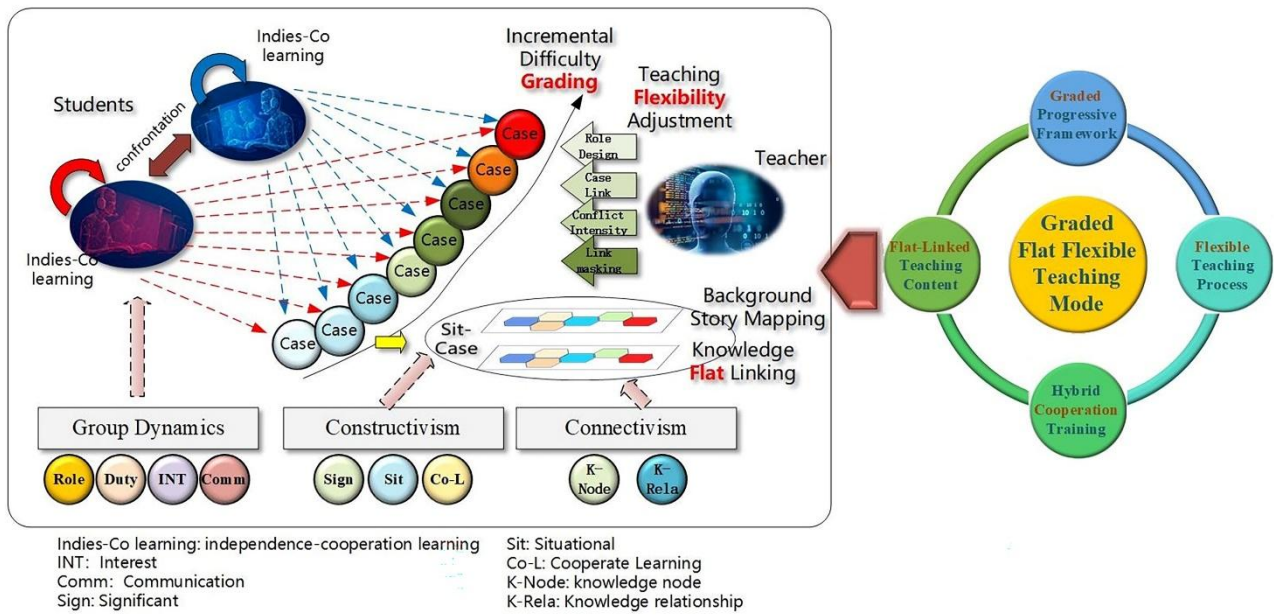 Indies-Co
learning
Students
confrontation
Indies-Co
learning
Incremental
Difficulty
Grading
Teaching
Flexibility
Adjustment
Teacher
Role
Design
Case
Link
Conflict
Intensity
Link
masking
Case
Case
Case
Case
Case
Case
Case
Case
Sit-
Case
Background
Story Mapping
Knowledge
Flat Linking
Group Dynamics
Constructivism
Connectivism
Role
Duty
INT
Comm
Sign
Sit
Co-L
K-
Node
K-
Rela
Graded
Progressive
Framework
Flat-Linked
Teaching
Content
Graded
Flat Flexible
Teaching
Mode
Flexible
Teaching
Process
Hybrid
Cooperation
Training
Indies-Co learning: independence-cooperation learning
INT: Interest
Comm: Communication
Sign: Significant
Sit: Situational
Co-L: Cooperate Learning
K-Node: knowledge node
K-Rela: Knowledge relationship